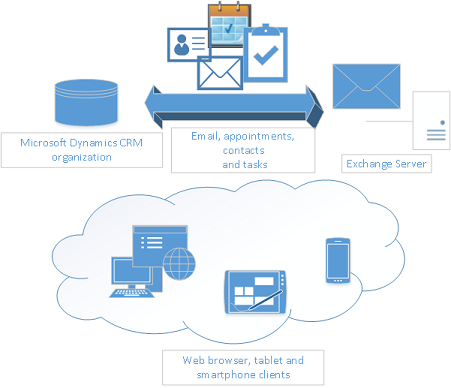 Microsoft Dynamics CRM
organization
Email, appointments,
contacts
and tasks
Exchange Server
Web browser, tablet and
smartphone clients